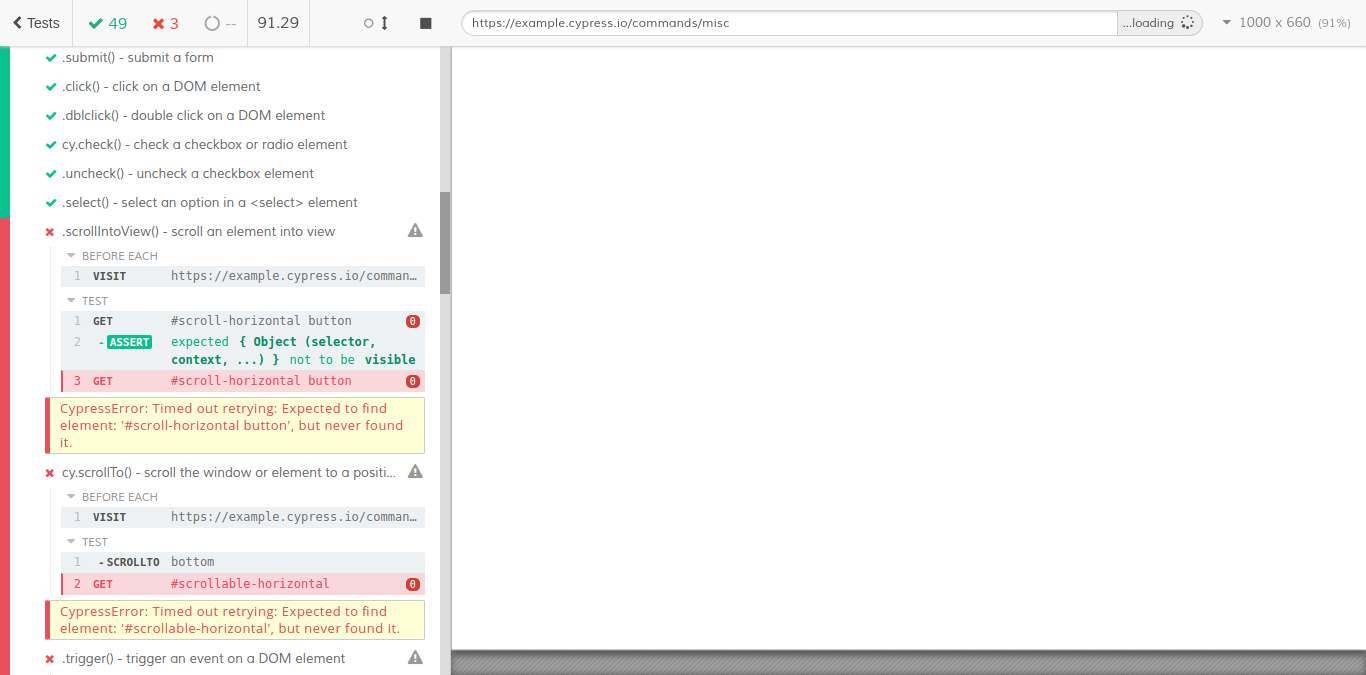 Tests 49 3 -- 91.29 https://example.cypress.io/commands/misc ...loading 1000 x 660 (91%)
.submit() - submit a form
.click() - click on a DOM element
.dblclick() - double click on a DOM element
cy.check() - check a checkbox or radio element
.uncheck() - uncheck a checkbox element
.select() - select an option in a <select> element
.scrollIntoView() - scroll an element into view
BEFORE EACH
1 VISIT https://example.cypress.io/comman…
TEST
1 GET #scroll-horizontal button 0
2 - ASSERT expected { Object (selector,
context, ...) } not to be visible
3 GET #scroll-horizontal button 0
CypressError: Timed out retrying: Expected to find
element: '#scroll-horizontal button', but never found
it.
cy.scrollTo() - scroll the window or element to a positi...
BEFORE EACH
1 VISIT https://example.cypress.io/comman…
TEST
1 - SCROLLTO bottom
2 GET #scrollable-horizontal 0
CypressError: Timed out retrying: Expected to find
element: '#scrollable-horizontal', but never found it.
.trigger() - trigger an event on a DOM element